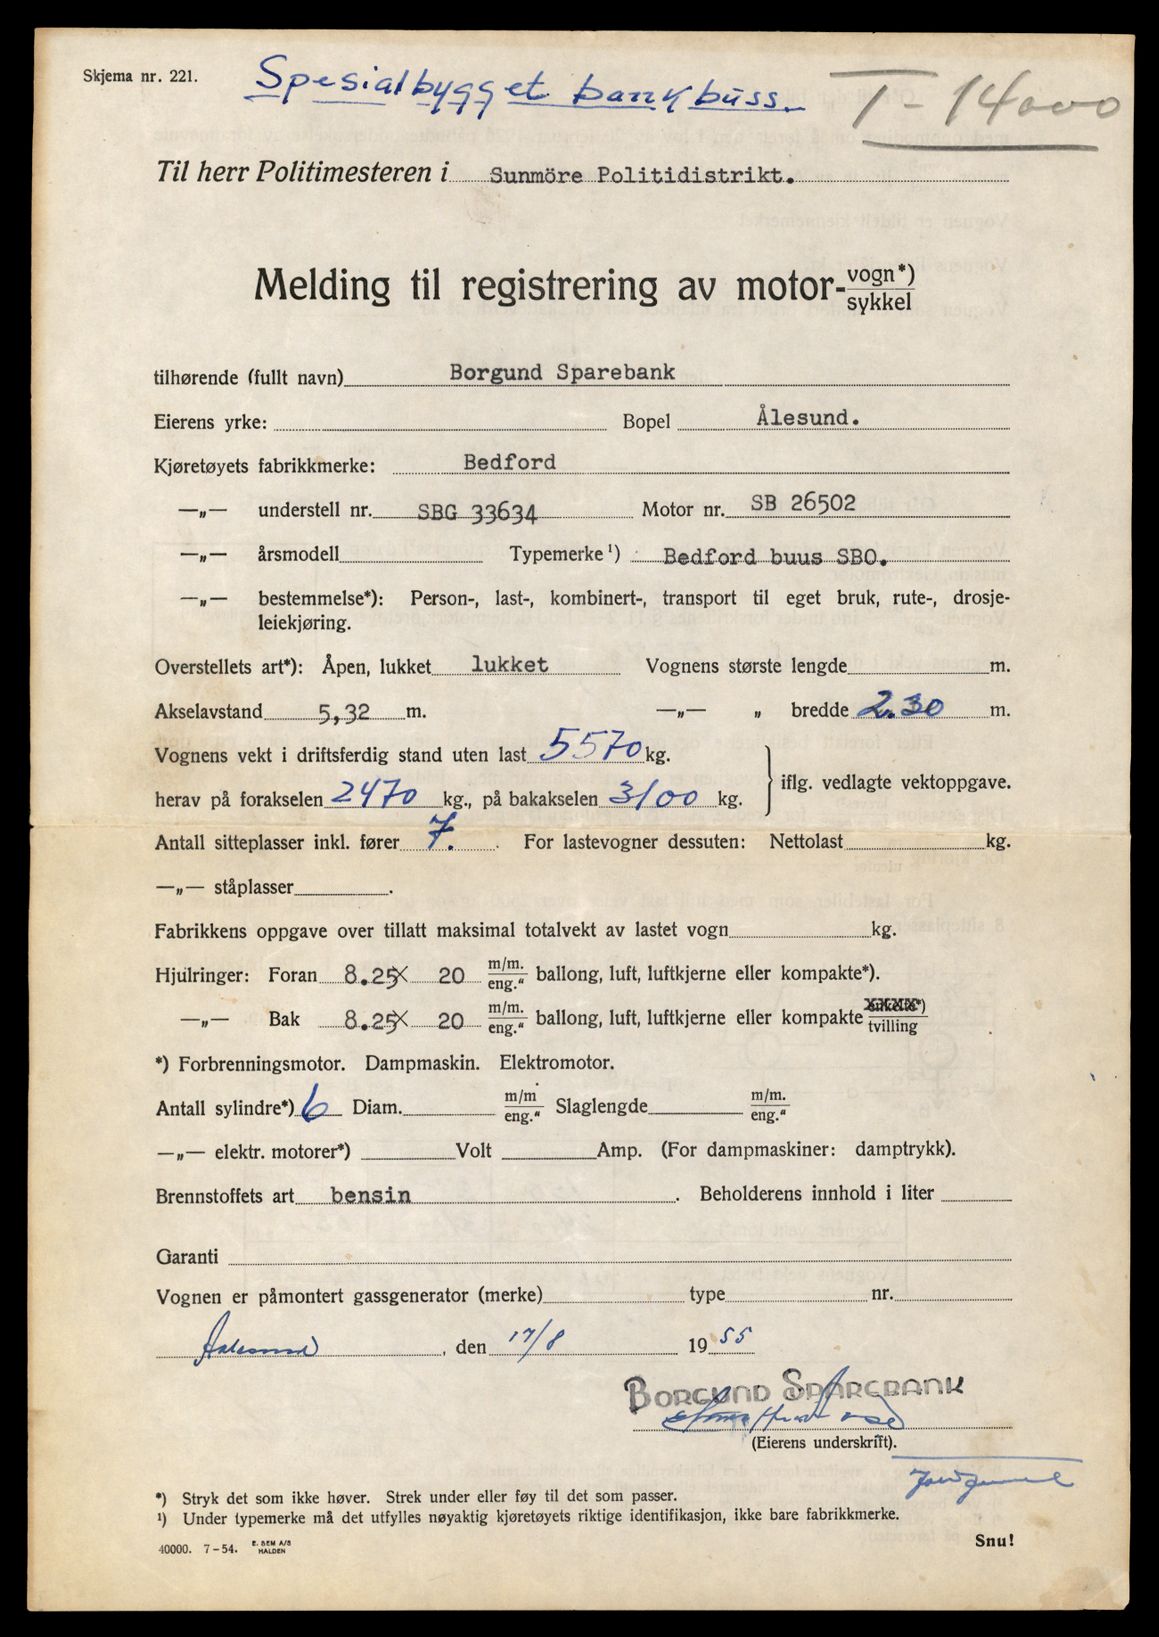 Skjema nr. 221.
Spesialbygget bankbuss.
T-14000
Til herr Politimesteren i Sunmöre Politidistrikt.
Melding til registrering av motor-vogn*)
sykkel
tilhørende (fullt navn) Borgund Sparebank
Eierens yrke: Bopel Ålesund.
Kjøretøyets fabrikkmerke: Bedford
—„— understell nr. SBG 33634 Motor nr. SB 26502
—„— årsmodell Typemerke ¹) Bedford buus SBO.
—„— bestemmelse*): Person-, last-, kombinert-, transport til eget bruk, rute-, drosje-
leiekjøring.
Overstellets art*): Åpen, lukket lukket Vognens største lengde m.
Akselavstand 5,32 m. —„— „ bredde 2.30 m.
Vognens vekt i driftsferdig stand uten last 5570 kg.
iflg. vedlagte vektoppgave.
herav på forakselen 2470 kg., på bakakselen 3100 kg.
Antall sitteplasser inkl. fører 7. For lastevogner dessuten: Nettolast kg.
—„— ståplasser .
Fabrikkens oppgave over tillatt maksimal totalvekt av lastet vogn kg.
Hjulringer: Foran 8.25x 20 m/m. eng.“ ballong, luft, luftkjerne eller kompakte*).
—„— Bak 8.25x 20 m/m. eng.“ ballong, luft, luftkjerne eller kompakte enkelte*) tvilling
*) Forbrenningsmotor. Dampmaskin. Elektromotor.
Antall sylindre*) 6 Diam. m/m eng.“ Slaglengde m/m. eng.“
—„— elektr. motorer*) Volt Amp. (For dampmaskiner: damptrykk).
Brennstoffets art bensin . Beholderens innhold i liter
Garanti
Vognen er påmontert gassgenerator (merke) type nr.
Aalesund , den 17/8 1955
BORGUND SPAREBANK
(Eierens underskrift).
*) Stryk det som ikke høver. Strek under eller føy til det som passer.
¹) Under typemerke må det utfylles nøyaktig kjøretøyets riktige identifikasjon, ikke bare fabrikkmerke.
40000. 7-54. E. SEM A/S HALDEN
Snu!